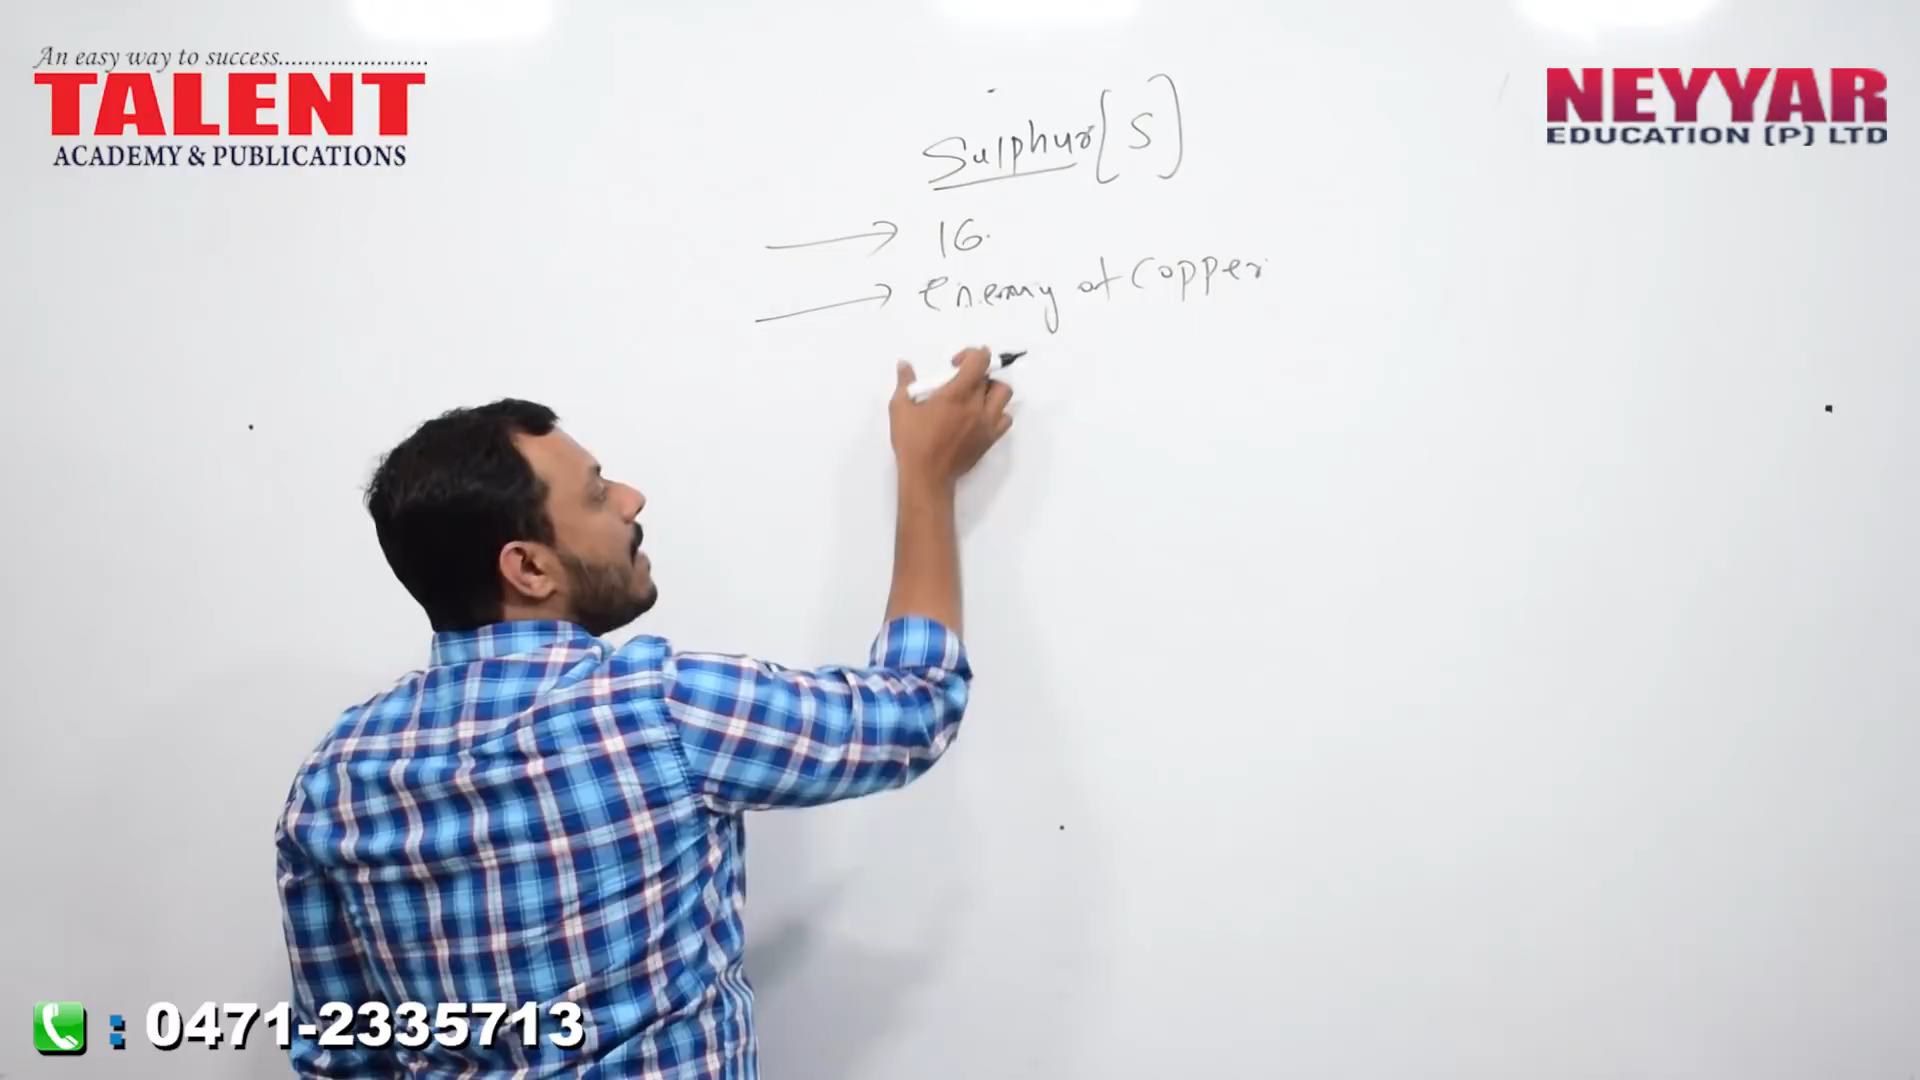 An easy way to success.......................
TALENT
ACADEMY & PUBLICATIONS
NEYYAR
EDUCATION (P) LTD
Sulphur [S]
→ 16.
→ Enemy of Copper
: 0471-2335713